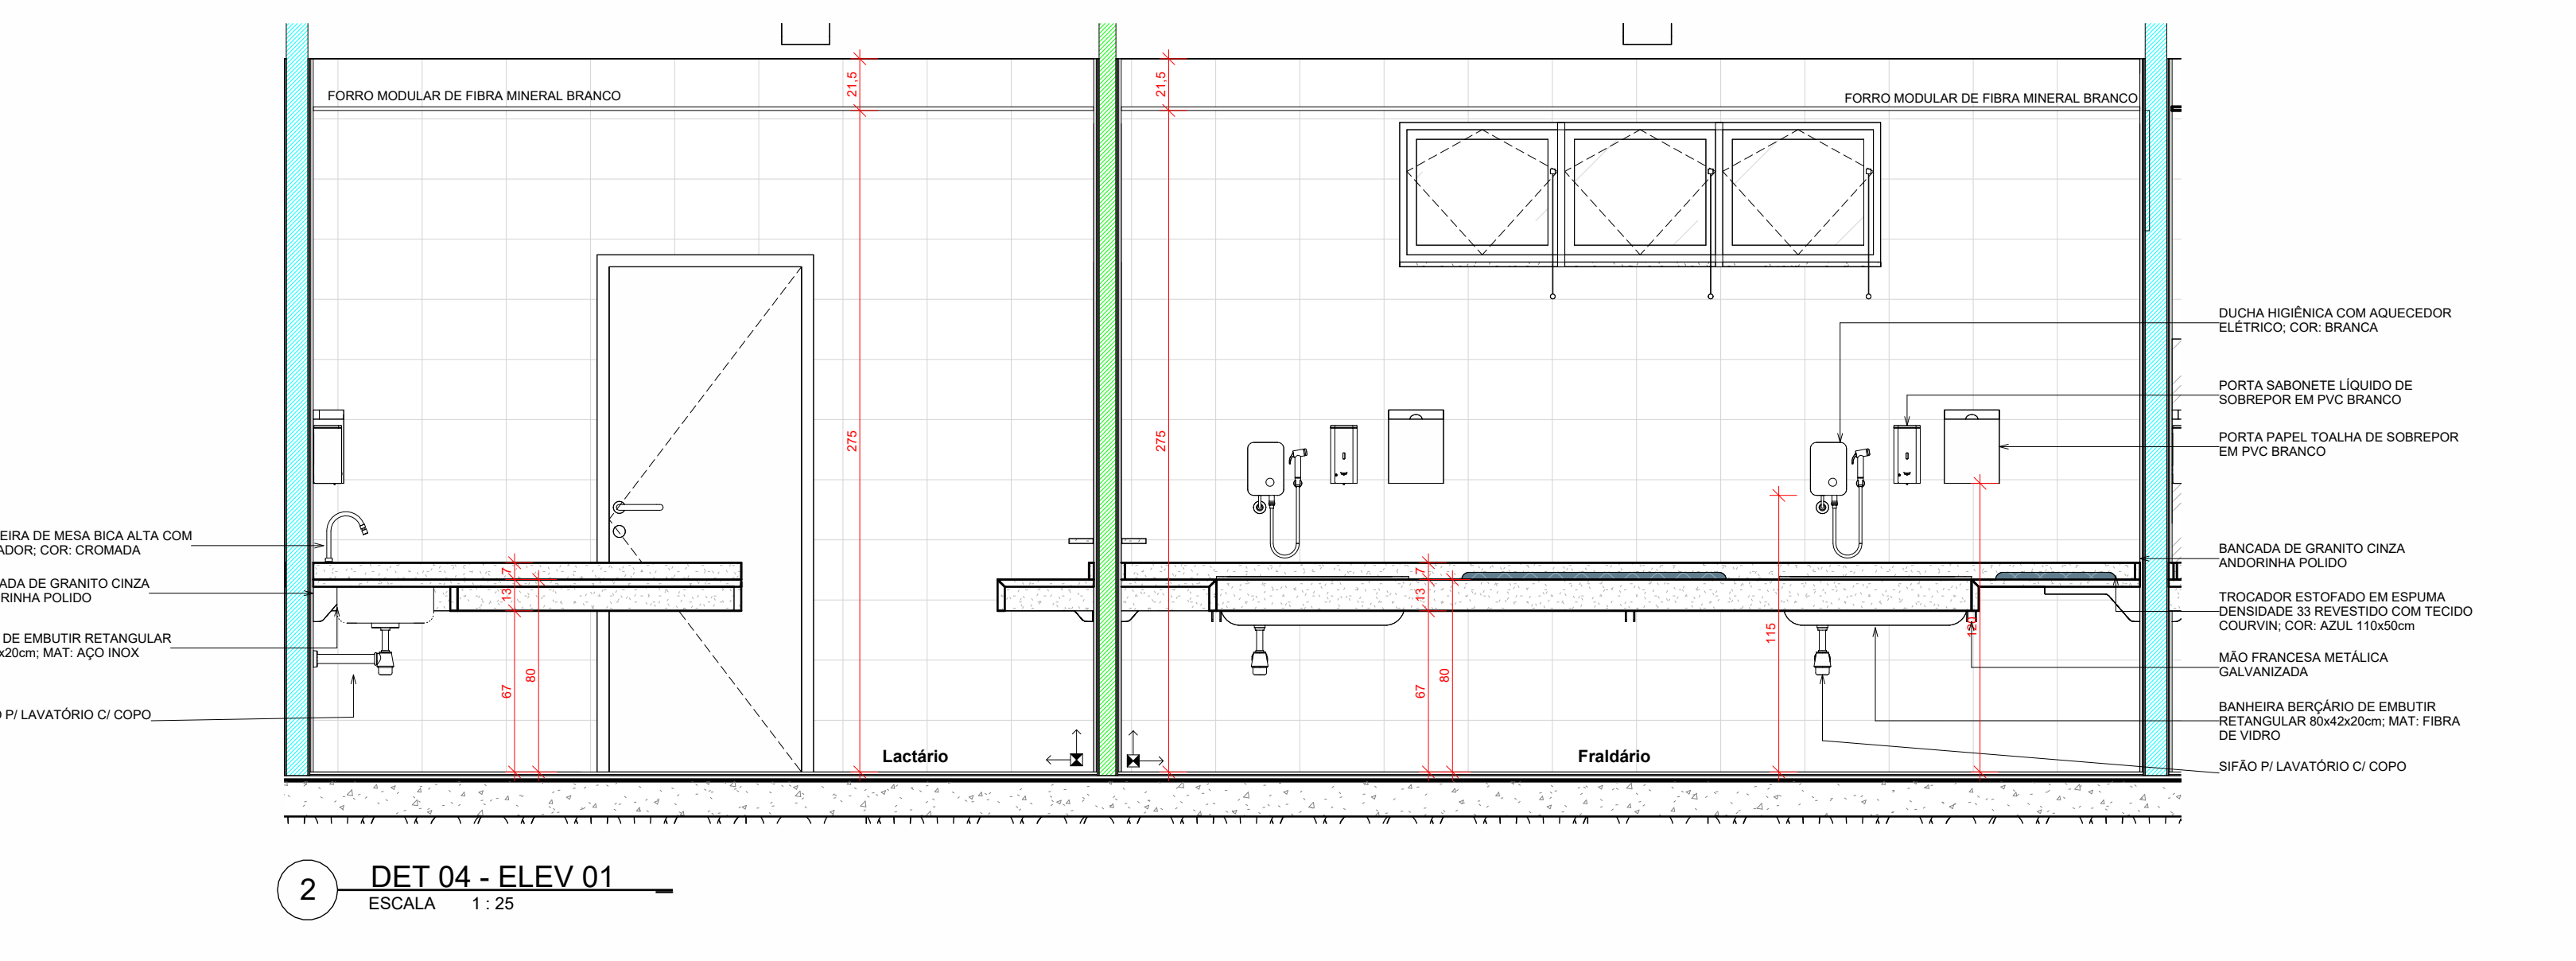 FORRO MODULAR DE FIBRA MINERAL BRANCO
FORRO MODULAR DE FIBRA MINERAL BRANCO
21,5
21,5
275
275
EIRA DE MESA BICA ALTA COM
ADOR; COR: CROMADA
ADA DE GRANITO CINZA
RINHA POLIDO
DE EMBUTIR RETANGULAR
x20cm; MAT: AÇO INOX
P/ LAVATÓRIO C/ COPO
7
13
67
80
7
13
67
80
115
120
Lactário
Fraldário
DUCHA HIGIÊNICA COM AQUECEDOR
ELÉTRICO; COR: BRANCA
PORTA SABONETE LÍQUIDO DE
SOBREPOR EM PVC BRANCO
PORTA PAPEL TOALHA DE SOBREPOR
EM PVC BRANCO
BANCADA DE GRANITO CINZA
ANDORINHA POLIDO
TROCADOR ESTOFADO EM ESPUMA
DENSIDADE 33 REVESTIDO COM TECIDO
COURVIN; COR: AZUL 110x50cm
MÃO FRANCESA METÁLICA
GALVANIZADA
BANHEIRA BERÇÁRIO DE EMBUTIR
RETANGULAR 80x42x20cm; MAT: FIBRA
DE VIDRO
SIFÃO P/ LAVATÓRIO C/ COPO
2
DET 04 - ELEV 01
ESCALA 1 : 25